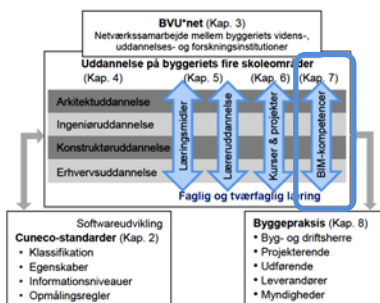 BVU*net (Kap. 3)
Netværkssamarbejde mellem byggeriets videns-,
uddannelses- og forskningsinstitutioner
Uddannelse på byggeriets fire skoleområder
(Kap. 4) (Kap. 5) (Kap. 6) (Kap. 7)
Arkitektuddannelse
Ingeniøruddannelse
Konstruktøruddannelse
Erhvervsuddannelse
Læringsmidler
Læreruddannelse
Kurser & projekter
BIM-kompetencer
Faglig og tværfaglig læring
Softwareudvikling
Cuneco-standarder (Kap. 2)
• Klassifikation
• Egenskaber
• Informationsniveauer
• Opmålingsregler
Byggepraksis (Kap. 8)
• Byg- og driftsherre
• Projekterende
• Udførende
• Leverandører
• Myndigheder